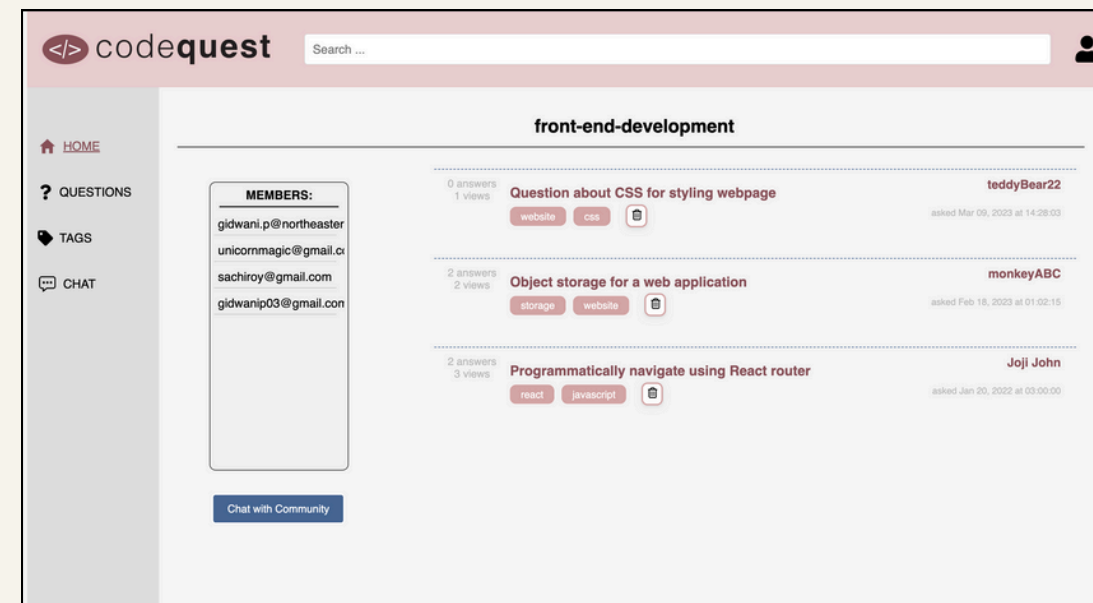 </> codequest
Search ...
front-end-development
HOME
? QUESTIONS
TAGS
CHAT
MEMBERS:
gidwani.p@northeaster
unicornmagic@gmail.co
sachiroy@gmail.com
gidwanip03@gmail.com
Chat with Community
0 answers
1 views
Question about CSS for styling webpage
website css
teddyBear22
asked Mar 09, 2023 at 14:28:03
2 answers
2 views
Object storage for a web application
storage website
monkeyABC
asked Feb 18, 2023 at 01:02:15
2 answers
3 views
Programmatically navigate using React router
react javascript
Joji John
asked Jan 20, 2022 at 03:00:00